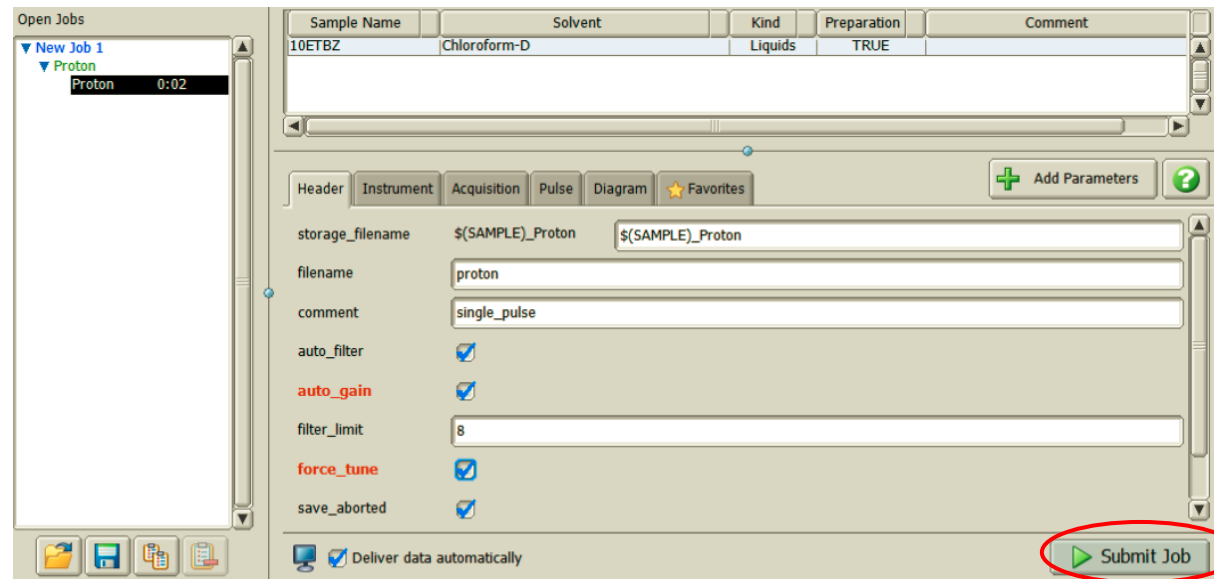 Open Jobs
New Job 1
Proton
Proton 0:02
Sample Name Solvent Kind Preparation Comment
10ETBZ Chloroform-D Liquids TRUE
Header Instrument Acquisition Pulse Diagram Favorites Add Parameters ?
storage_filename $(SAMPLE)_Proton $(SAMPLE)_Proton
filename proton
comment single_pulse
auto_filter
auto_gain
filter_limit 8
force_tune
save_aborted
Deliver data automatically Submit Job